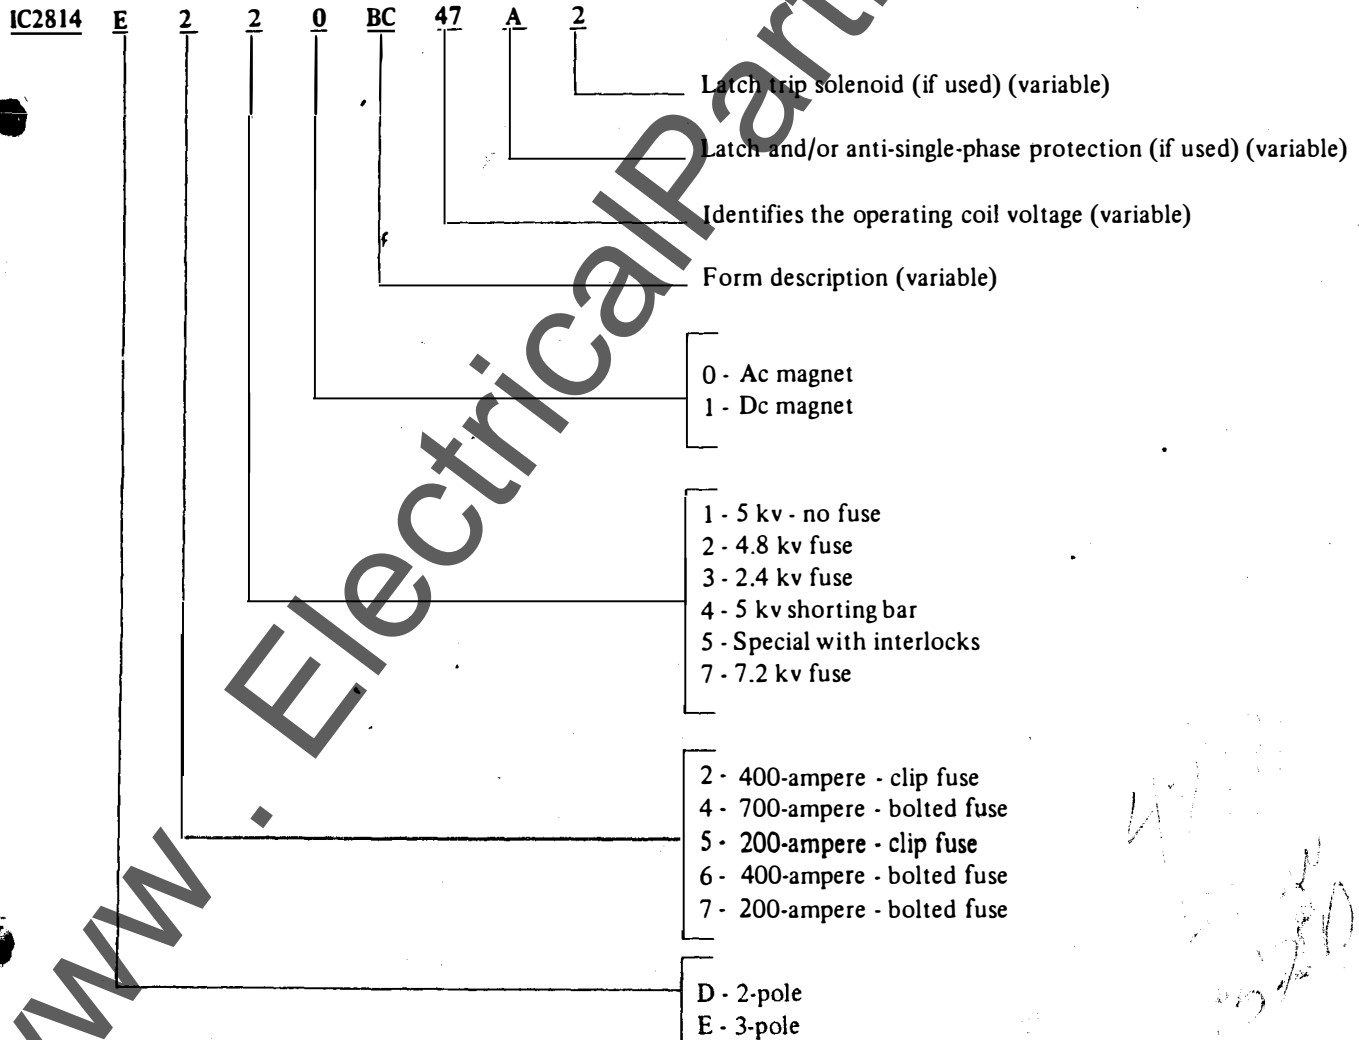 IC2814 E 2 2 0 BC 47 A 2
Latch trip solenoid (if used) (variable)
Latch and/or anti-single-phase protection (if used) (variable)
Identifies the operating coil voltage (variable)
Form description (variable)
0 - Ac magnet
1 - Dc magnet
1 - 5 kv - no fuse
2 - 4.8 kv fuse
3 - 2.4 kv fuse
4 - 5 kv shorting bar
5 - Special with interlocks
7 - 7.2 kv fuse
2 - 400-ampere - clip fuse
4 - 700-ampere - bolted fuse
5 - 200-ampere - clip fuse
6 - 400-ampere - bolted fuse
7 - 200-ampere - bolted fuse
D - 2-pole
E - 3-pole
www . ElectricalPart